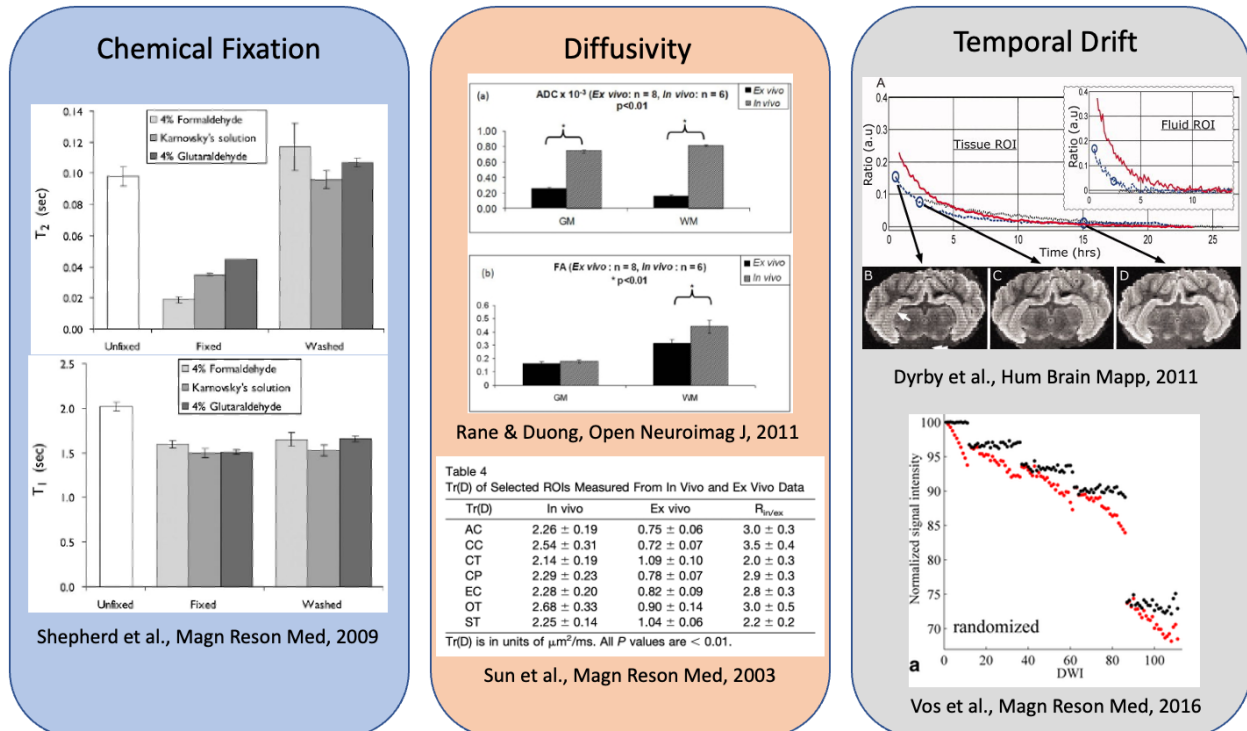 Chemical Fixation
0.14
0.12
0.10
0.08
0.06
0.04
0.02
0.00
T2 (sec)
4% Formaldehyde
Karnovsky's solution
4% Glutaraldehyde
Unfixed Fixed Washed
2.5
2.0
1.5
1.0
0.5
0.0
T1 (sec)
4% Formaldehyde
Karnovsky's solution
4% Glutaraldehyde
Unfixed Fixed Washed
Shepherd et al., Magn Reson Med, 2009
Diffusivity
(a)
ADC x 10-3 (Ex vivo: n = 8, In vivo: n = 6)
p<0.01
Ex vivo
In vivo
1.00
0.80
0.60
0.40
0.20
0.00
* *
GM WM
(b)
FA (Ex vivo : n = 8, In vivo : n = 6)
* p<0.01
Ex vivo
In vivo
0.6
0.5
0.4
0.3
0.2
0.1
0
*
GM WM
Rane & Duong, Open Neuroimag J, 2011
Table 4
Tr(D) of Selected ROIs Measured From In Vivo and Ex Vivo Data
Tr(D) In vivo Ex vivo Rin/ex
AC 2.26 ± 0.19 0.75 ± 0.06 3.0 ± 0.3
CC 2.54 ± 0.31 0.72 ± 0.07 3.5 ± 0.4
CT 2.14 ± 0.19 1.09 ± 0.10 2.0 ± 0.3
CP 2.29 ± 0.23 0.78 ± 0.07 2.9 ± 0.3
EC 2.28 ± 0.20 0.82 ± 0.09 2.8 ± 0.3
OT 2.68 ± 0.33 0.90 ± 0.14 3.0 ± 0.5
ST 2.25 ± 0.14 1.04 ± 0.06 2.2 ± 0.2
Tr(D) is in units of μm2/ms. All P values are < 0.01.
Sun et al., Magn Reson Med, 2003
Temporal Drift
A
0.4
0.3
0.2
0.1
0
Ratio (a.u)
Tissue ROI
0 5 10 15 20 25
Time (hrs)
0.4
0.3
0.2
0.1
0
Ratio (a.u)
Fluid ROI
0 5 10
B C D
Dyrby et al., Hum Brain Mapp, 2011
100
95
90
85
80
75
70
Normalized signal intensity
randomized
0 20 40 60 80 100
a DWI
Vos et al., Magn Reson Med, 2016